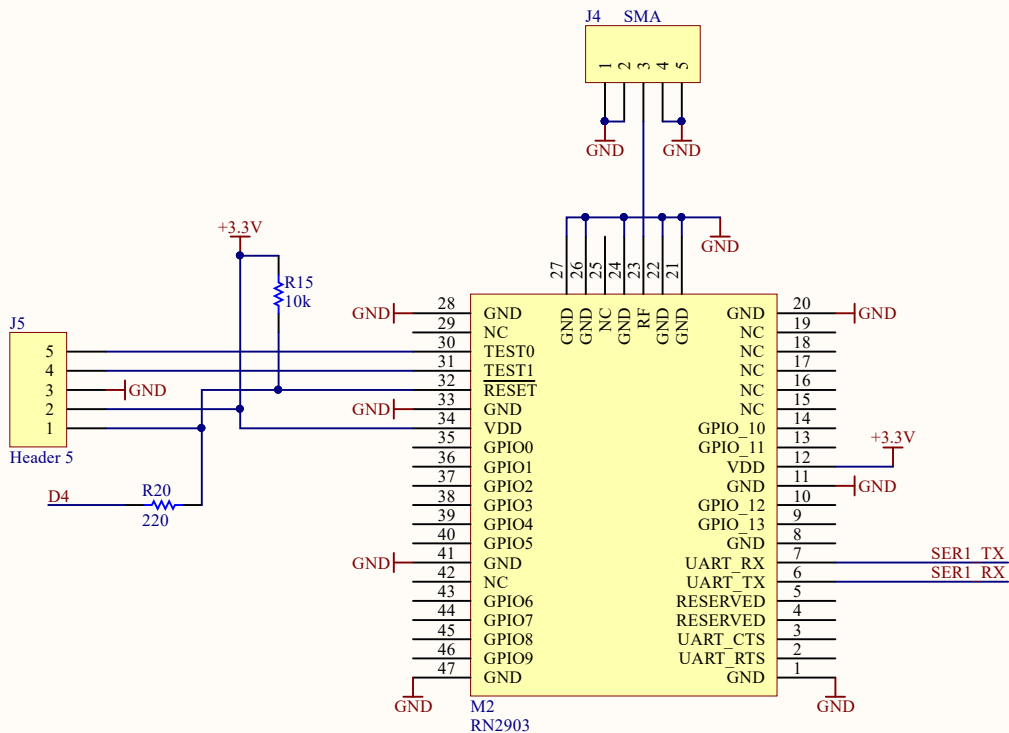 J4 SMA
1 2 3 4 5
GND GND
GND
27 26 25 24 23 22 21
GND GND NC GND RF GND GND
+3.3V
R15
10k
J5
5
4
3 GND
2
1
Header 5
D4
R20
220
GND 28 GND
29 NC
30 TEST0
31 TEST1
32 RESET
GND 33 GND
34 VDD
35 GPIO0
36 GPIO1
37 GPIO2
38 GPIO3
39 GPIO4
40 GPIO5
GND 41 GND
42 NC
43 GPIO6
44 GPIO7
45 GPIO8
46 GPIO9
47 GND
GND
GND 20 GND
NC 19
NC 18
NC 17
NC 16
NC 15
GPIO_10 14
GPIO_11 13
+3.3V
VDD 12
GND 11 GND
GPIO_12 10
GPIO_13 9
GND 8
UART_RX 7 SER1_TX
UART_TX 6 SER1_RX
RESERVED 5
RESERVED 4
UART_CTS 3
UART_RTS 2
GND 1
GND
M2
RN2903